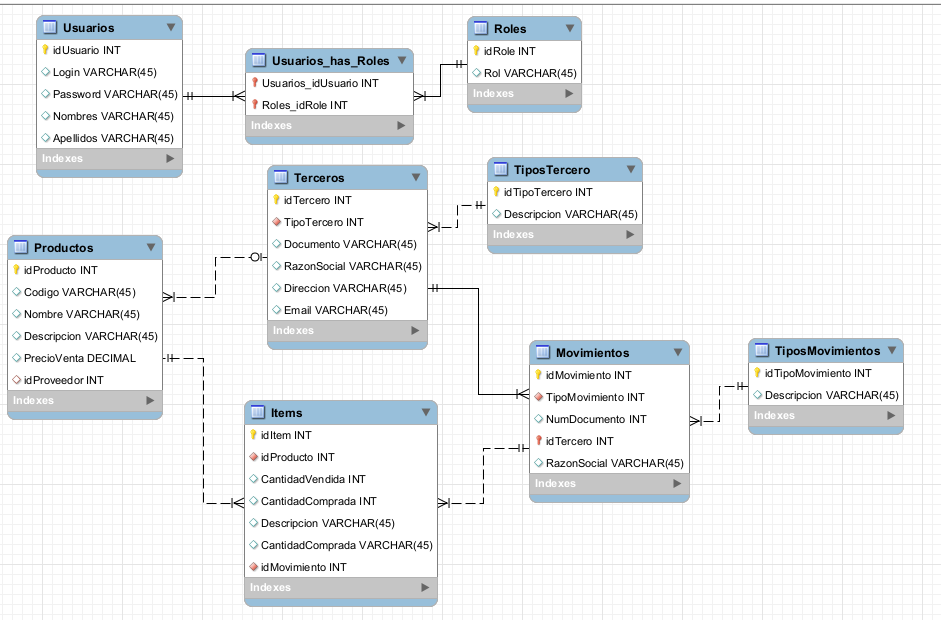 Usuarios
idUsuario INT
Login VARCHAR(45)
Password VARCHAR(45)
Nombres VARCHAR(45)
Apellidos VARCHAR(45)
Indexes
Usuarios_has_Roles
Usuarios_idUsuario INT
Roles_idRole INT
Indexes
Roles
idRole INT
Rol VARCHAR(45)
Indexes
Terceros
idTercero INT
TipoTercero INT
Documento VARCHAR(45)
RazonSocial VARCHAR(45)
Direccion VARCHAR(45)
Email VARCHAR(45)
Indexes
TiposTercero
idTipoTercero INT
Descripcion VARCHAR(45)
Indexes
Productos
idProducto INT
Codigo VARCHAR(45)
Nombre VARCHAR(45)
Descripcion VARCHAR(45)
PrecioVenta DECIMAL
idProveedor INT
Indexes
Items
idItem INT
idProducto INT
CantidadVendida INT
CantidadComprada INT
Descripcion VARCHAR(45)
CantidadComprada VARCHAR(45)
idMovimiento INT
Indexes
Movimientos
idMovimiento INT
TipoMovimiento INT
NumDocumento INT
idTercero INT
RazonSocial VARCHAR(45)
Indexes
TiposMovimientos
idTipoMovimiento INT
Descripcion VARCHAR(45)
Indexes